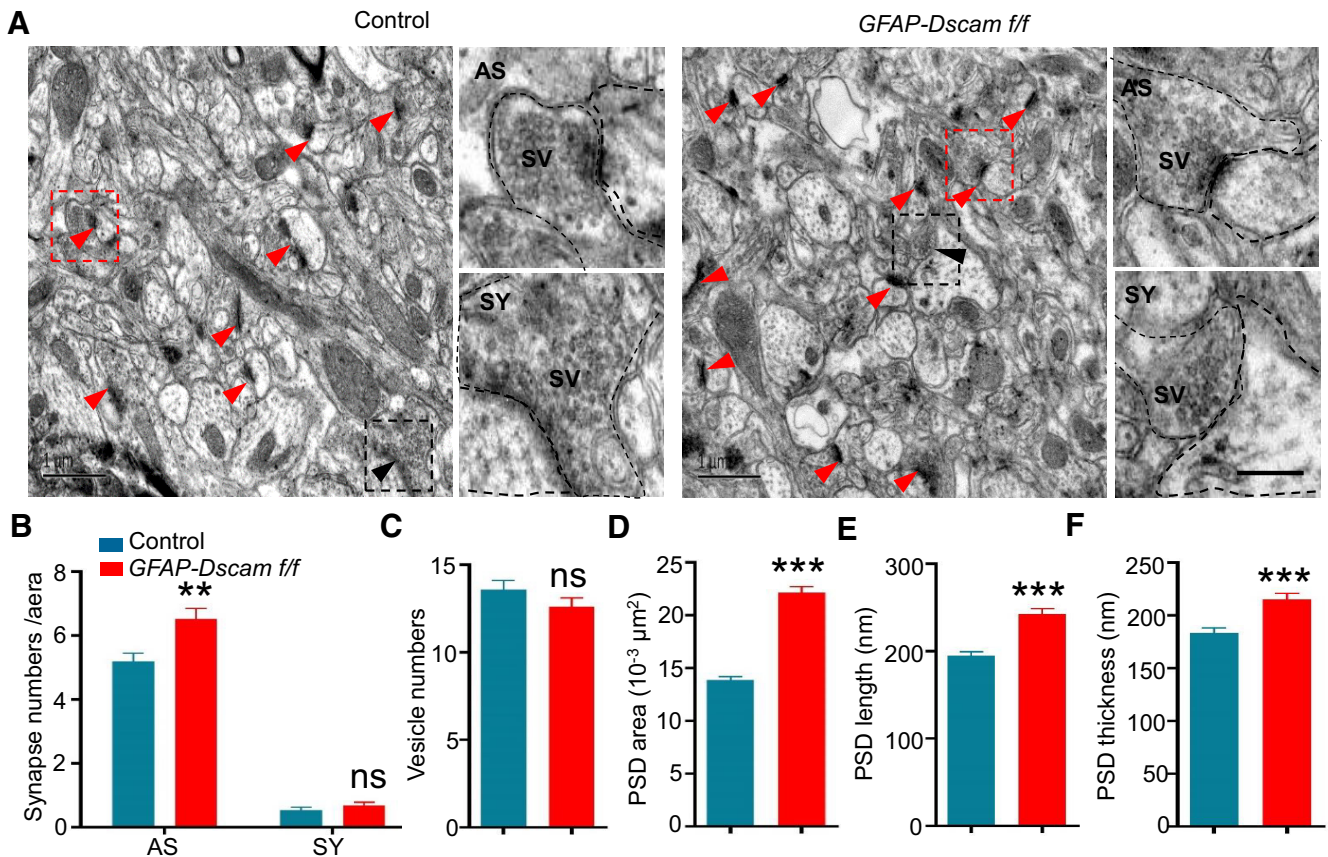 A
Control
GFAP-Dscam f/f
AS
SV
SY
SV
1 μm
AS
SV
SY
SV
1 μm
B
Control
GFAP-Dscam f/f
Synapse numbers /aera
8
6
4
2
0
**
ns
AS
SY
C
Vesicle numbers
15
10
5
0
ns
D
PSD area (10⁻³ μm²)
25
22
15
13
5
0
***
E
PSD length (nm)
300
200
100
0
***
F
PSD thickness (nm)
250
200
150
100
50
0
***